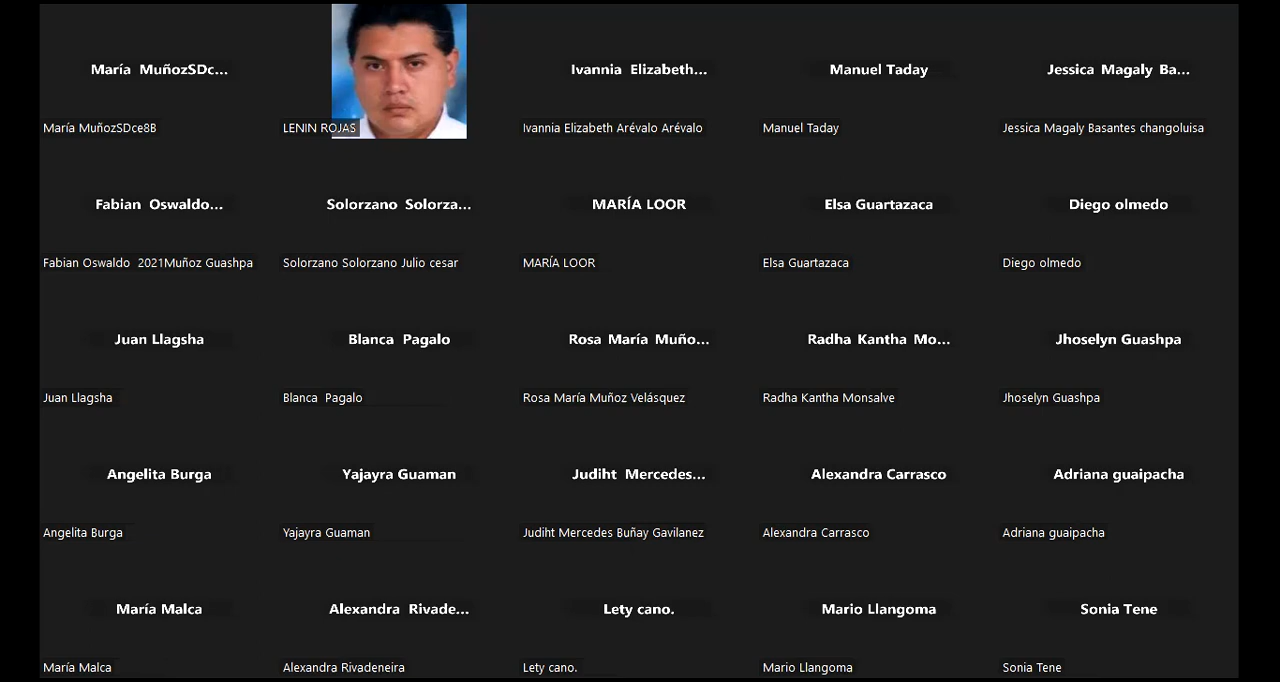 María MuñozSDc...
Ivannia Elizabeth...
Manuel Taday
Jessica Magaly Ba...
María MuñozSDce8B
LENIN ROJAS
Ivannia Elizabeth Arévalo Arévalo
Manuel Taday
Jessica Magaly Basantes changoluisa
Fabian Oswaldo...
Solorzano Solorza...
MARÍA LOOR
Elsa Guartazaca
Diego olmedo
Fabian Oswaldo 2021Muñoz Guashpa
Solorzano Solorzano Julio cesar
MARÍA LOOR
Elsa Guartazaca
Diego olmedo
Juan Llagsha
Blanca Pagalo
Rosa María Muño...
Radha Kantha Mo...
Jhoselyn Guashpa
Juan Llagsha
Blanca Pagalo
Rosa María Muñoz Velásquez
Radha Kantha Monsalve
Jhoselyn Guashpa
Angelita Burga
Yajayra Guaman
Judiht Mercedes...
Alexandra Carrasco
Adriana guaipacha
Angelita Burga
Yajayra Guaman
Judiht Mercedes Buñay Gavilanez
Alexandra Carrasco
Adriana guaipacha
María Malca
Alexandra Rivade...
Lety cano.
Mario Llangoma
Sonia Tene
María Malca
Alexandra Rivadeneira
Lety cano.
Mario Llangoma
Sonia Tene